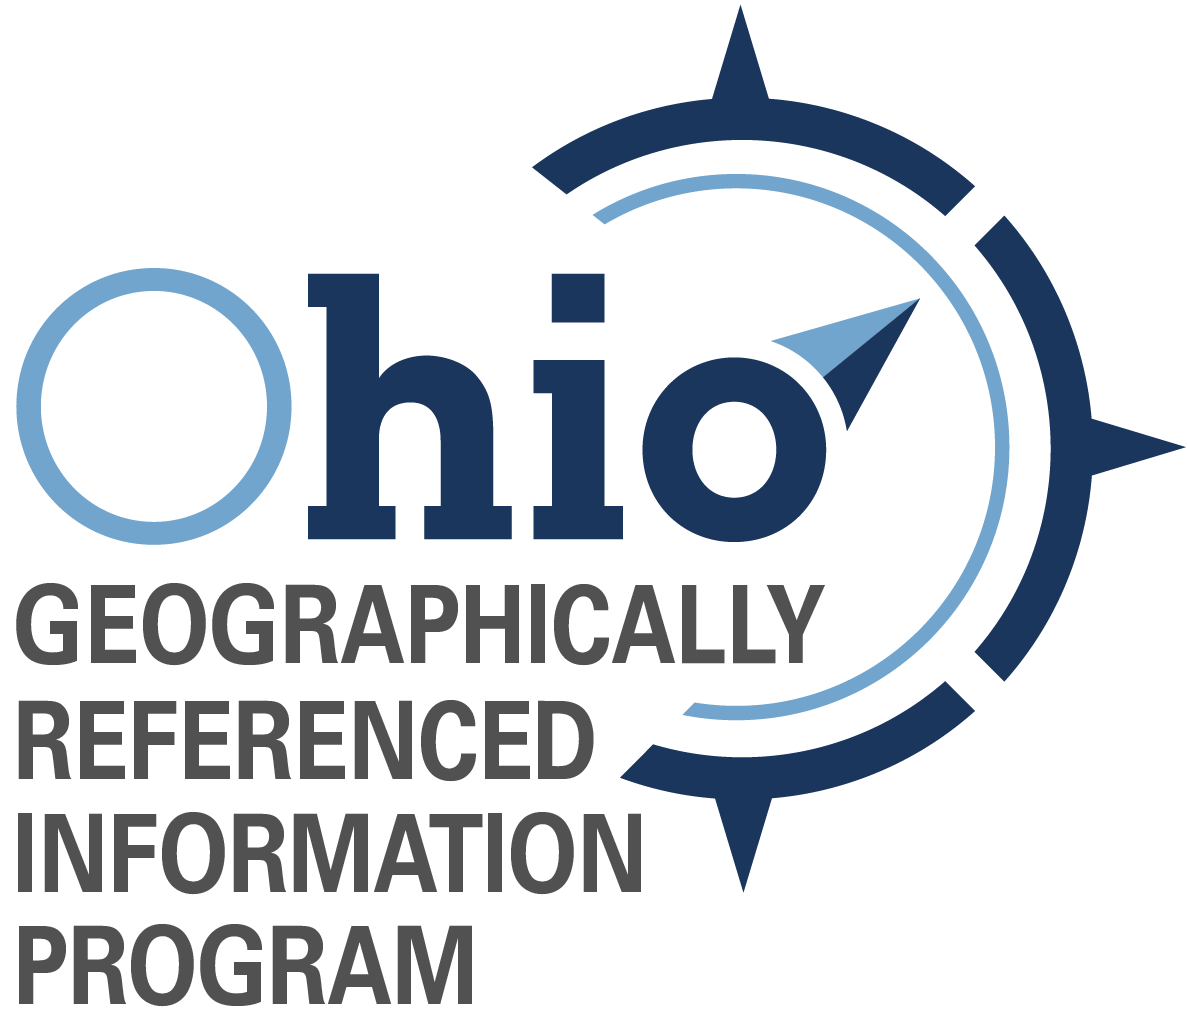 Ohio
GEOGRAPHICALLY
REFERENCED
INFORMATION
PROGRAM